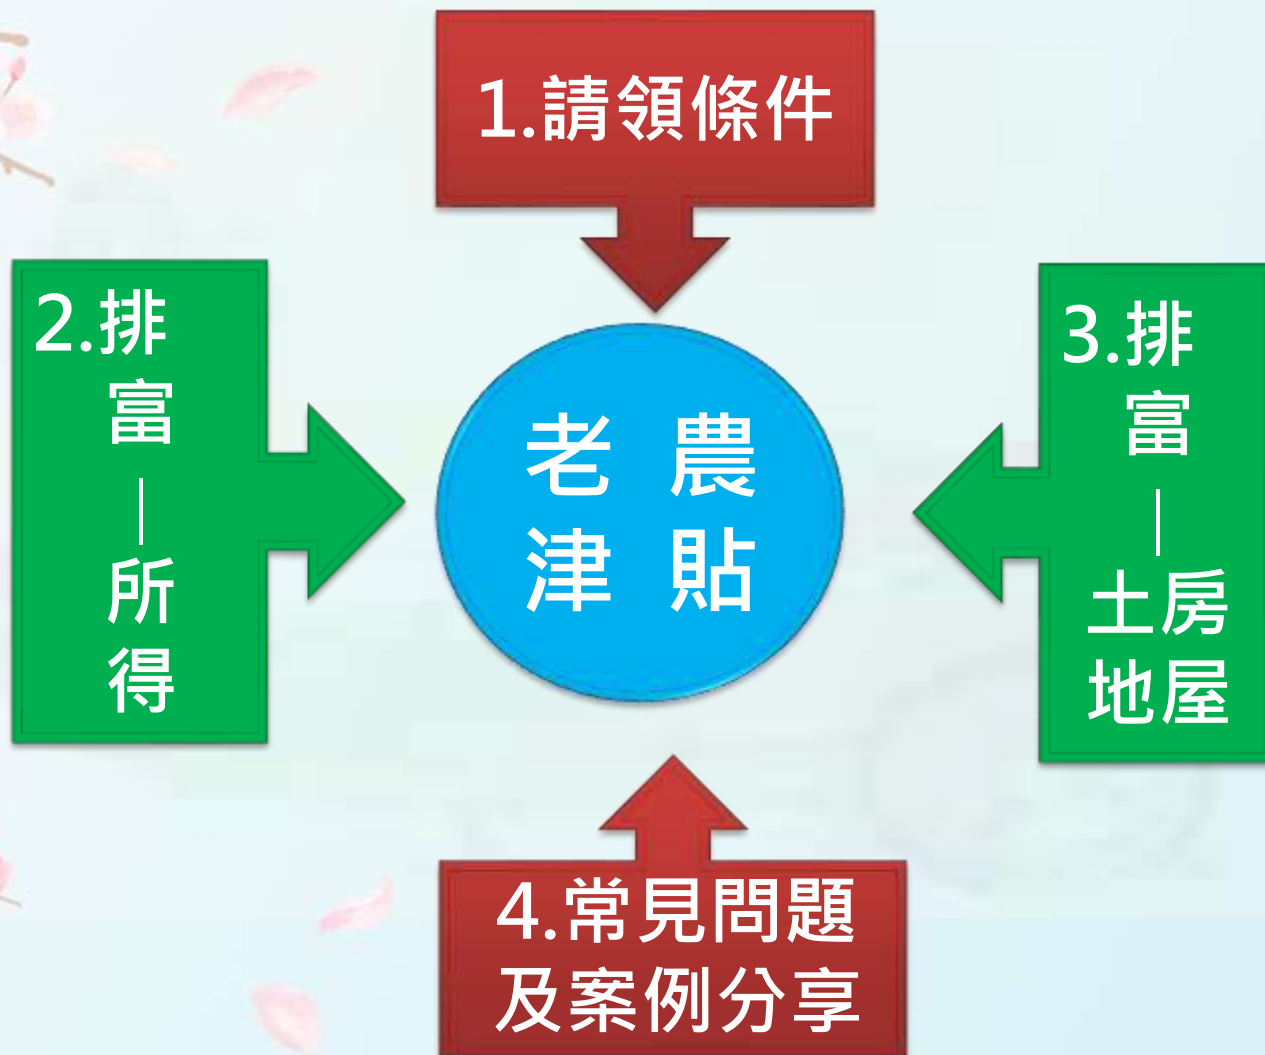 1.請領條件
2.排
富
｜
所
得
老農
津貼
3.排
富
｜
土房
地屋
4.常見問題
及案例分享